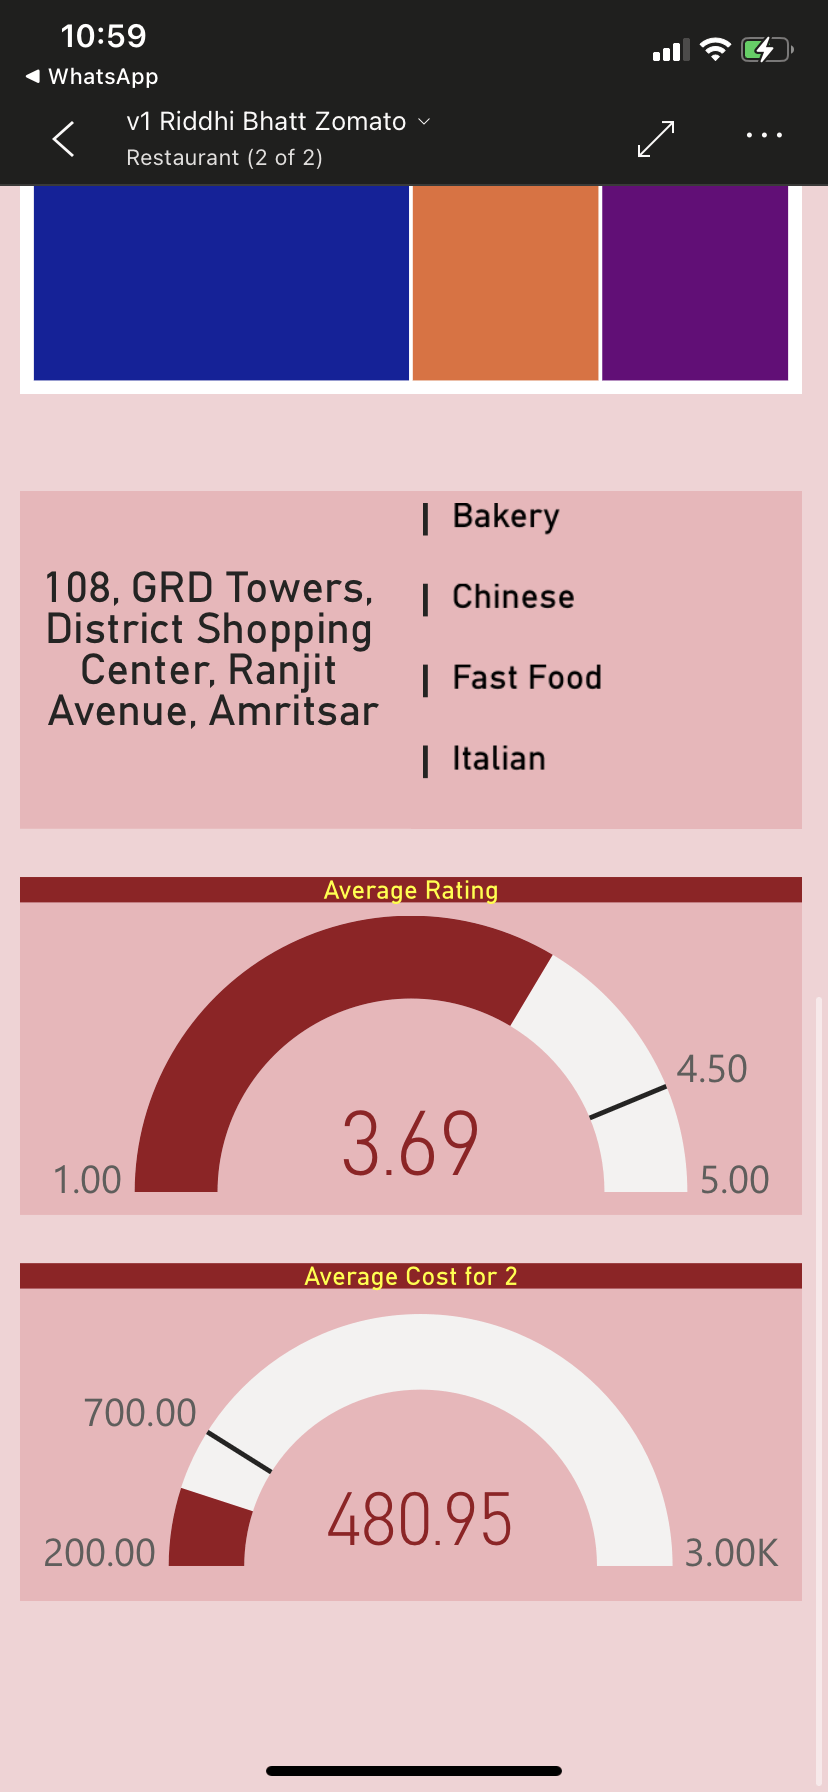 10:59
WhatsApp
v1 Riddhi Bhatt Zomato
Restaurant (2 of 2)
108, GRD Towers,
District Shopping
Center, Ranjit
Avenue, Amritsar
Bakery
Chinese
Fast Food
Italian
Average Rating
4.50
3.69
1.00
5.00
Average Cost for 2
700.00
480.95
200.00
3.00K